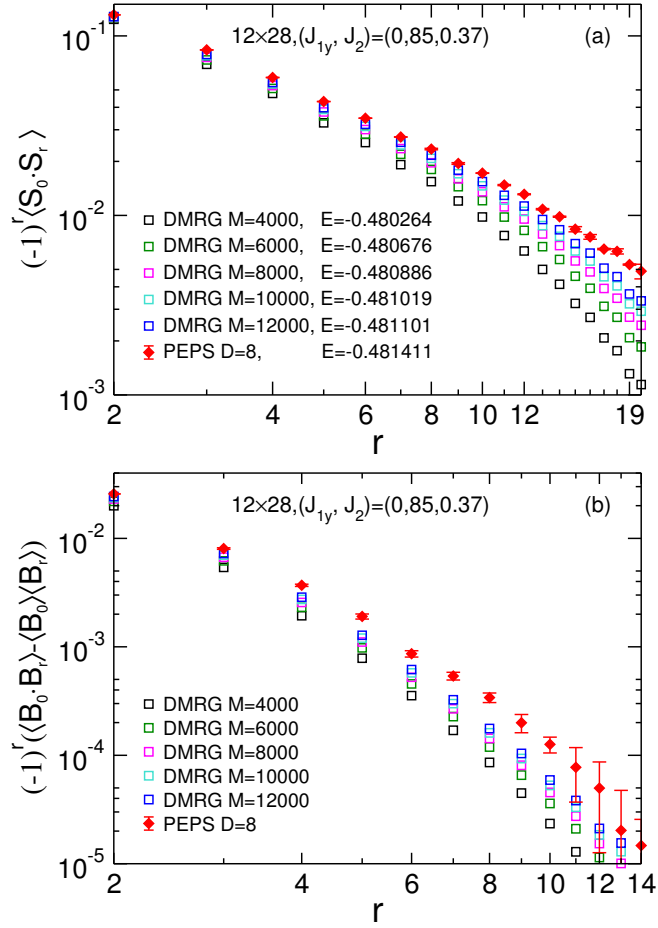 12×28,(J1y, J2)=(0,85,0.37) (a)
10-1
10-2
10-3
(-1)r⟨S0·Sr⟩
DMRG M=4000, E=-0.480264
DMRG M=6000, E=-0.480676
DMRG M=8000, E=-0.480886
DMRG M=10000, E=-0.481019
DMRG M=12000, E=-0.481101
PEPS D=8, E=-0.481411
2 4 6 8 10 12 19
r
12×28,(J1y, J2)=(0,85,0.37) (b)
10-2
10-3
10-4
10-5
(-1)r(⟨B0·Br⟩-⟨B0⟩⟨Br⟩)
DMRG M=4000
DMRG M=6000
DMRG M=8000
DMRG M=10000
DMRG M=12000
PEPS D=8
2 4 6 8 10 12 14
r